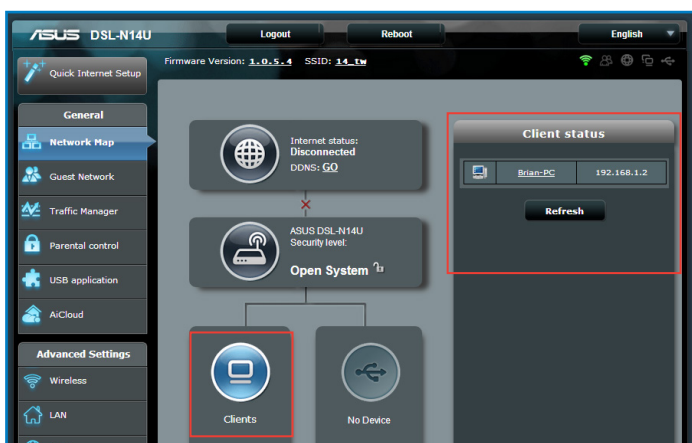 ASUS DSL-N14U
Logout
Reboot
English
Quick Internet Setup
Firmware Version: 1.0.5.4 SSID: 14_tw
General
Network Map
Guest Network
Traffic Manager
Parental control
USB application
AiCloud
Advanced Settings
Wireless
LAN
Internet status:
Disconnected
DDNS: GO
ASUS DSL-N14U
Security level:
Open System
Clients
No Device
Client status
Brian-PC 192.168.1.2
Refresh